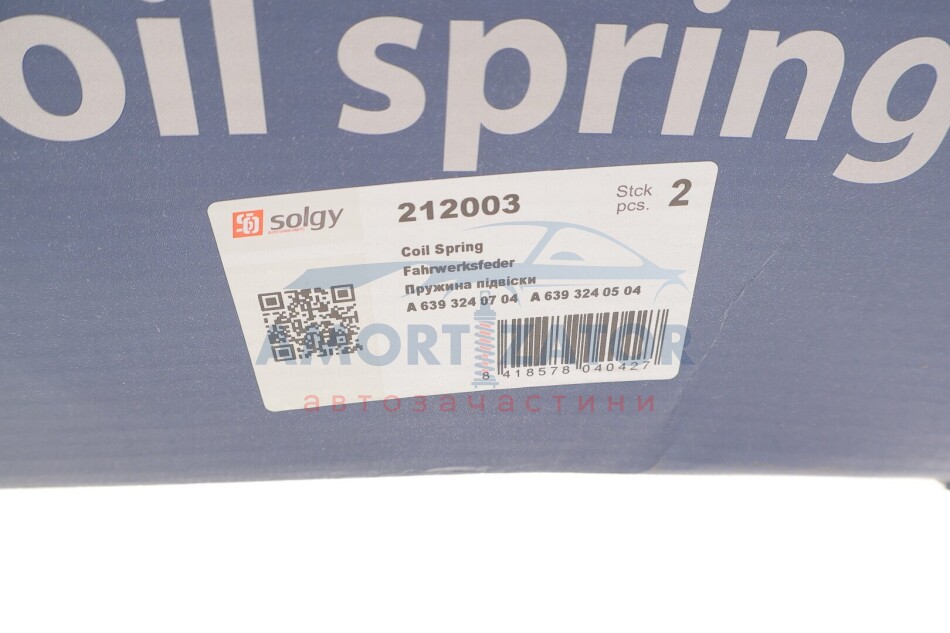 oil spring
solgy
212003
Stck
pcs. 2
Coil Spring
Fahrwerksfeder
Пружина підвіски
A 639 324 07 04 A 639 324 05 04
8 418578 040427
AMORTIZATOR
автозачастини